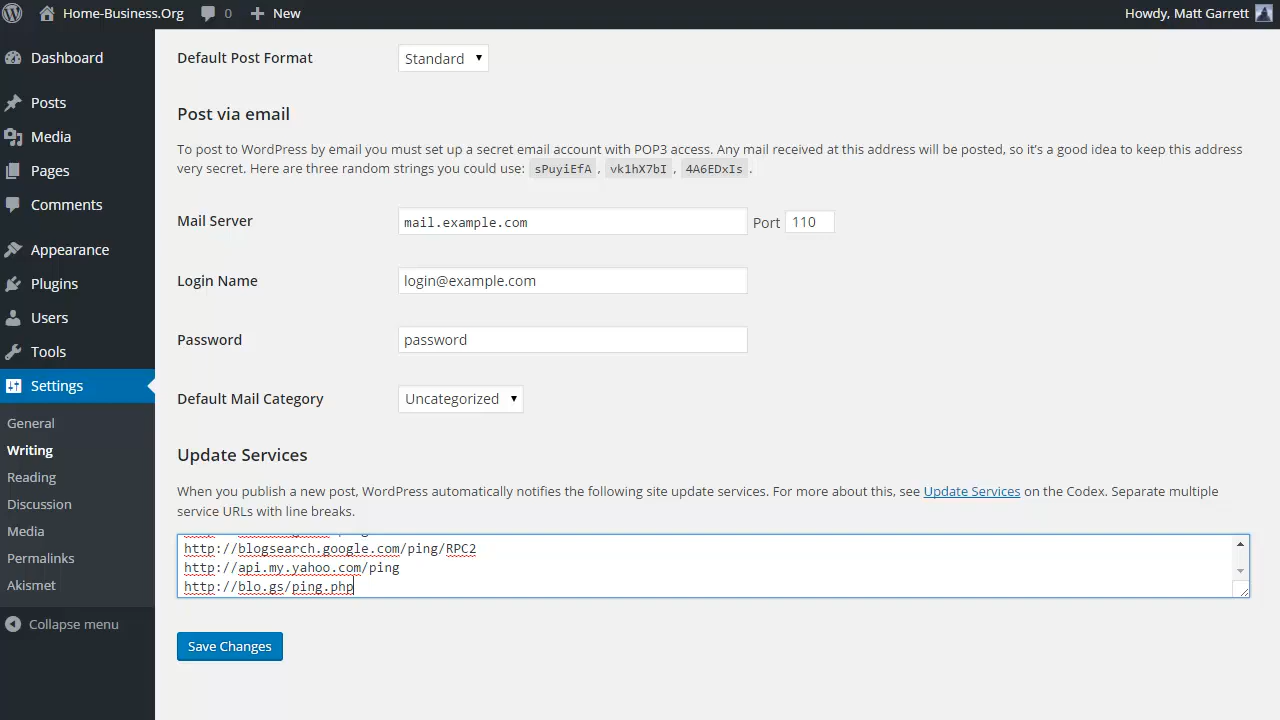 Home-Business.Org 0 New Howdy, Matt Garrett
Dashboard
Posts
Media
Pages
Comments
Appearance
Plugins
Users
Tools
Settings
General
Writing
Reading
Discussion
Media
Permalinks
Akismet
Collapse menu
Default Post Format Standard
Post via email
To post to WordPress by email you must set up a secret email account with POP3 access. Any mail received at this address will be posted, so it's a good idea to keep this address
very secret. Here are three random strings you could use: sPuyiEfA , vk1hX7bI , 4A6EDxIs .
Mail Server mail.example.com Port 110
Login Name login@example.com
Password password
Default Mail Category Uncategorized
Update Services
When you publish a new post, WordPress automatically notifies the following site update services. For more about this, see Update Services on the Codex. Separate multiple
service URLs with line breaks.
http://blogsearch.google.com/ping/RPC2
http://api.my.yahoo.com/ping
http://blo.gs/ping.php
Save Changes